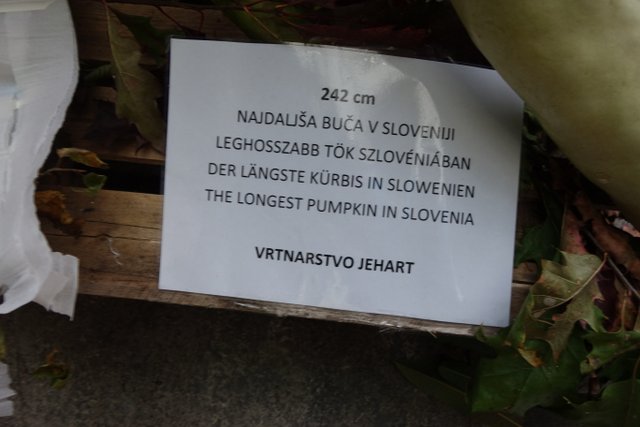 242 cm
NAJDALJŠA BUČA V SLOVENIJI
LEGHOSSZABB TÖK SZLOVÉNIÁBAN
DER LÄNGSTE KÜRBIS IN SLOWENIEN
THE LONGEST PUMPKIN IN SLOVENIA
VRTNARSTVO JEHART